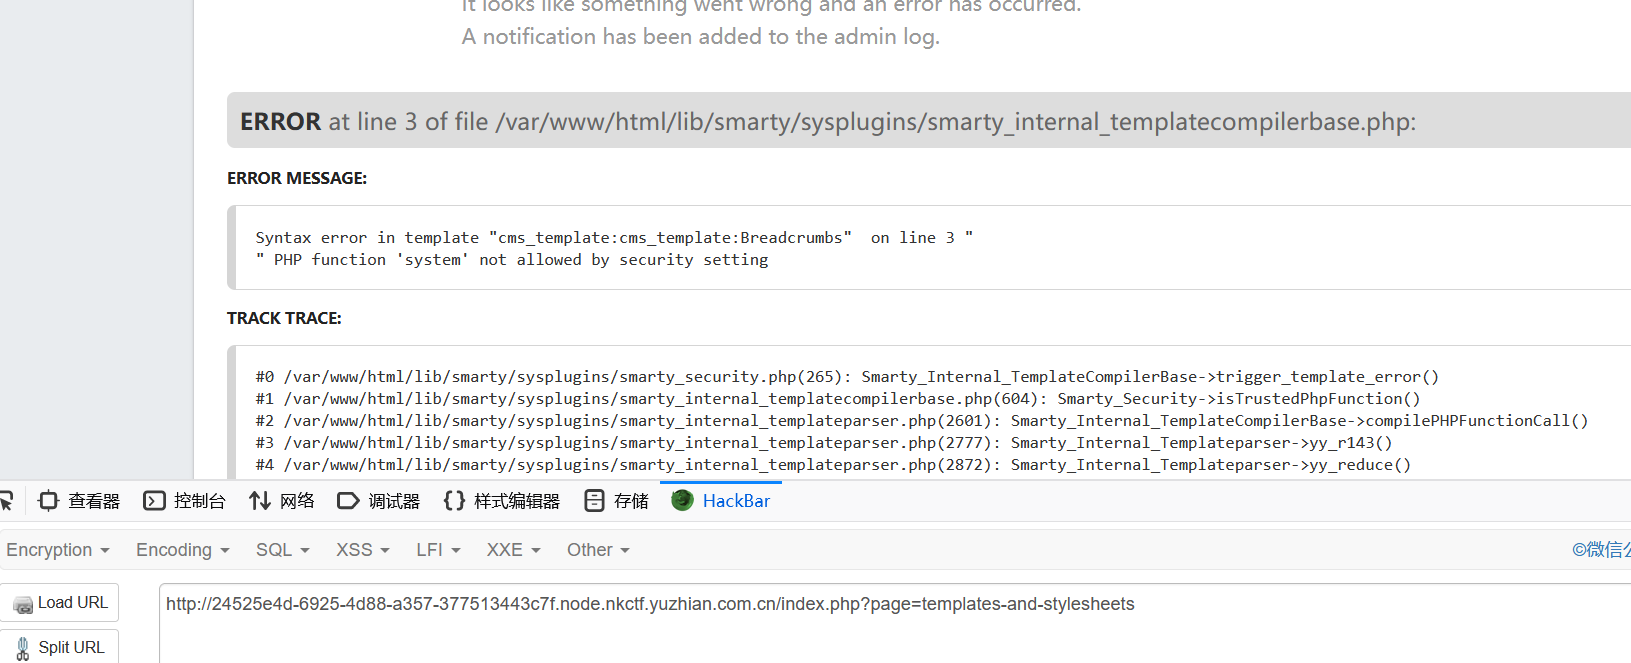 It looks like something went wrong and an error has occurred.
A notification has been added to the admin log.
ERROR at line 3 of file /var/www/html/lib/smarty/sysplugins/smarty_internal_templatecompilerbase.php:
ERROR MESSAGE:
Syntax error in template "cms_template:cms_template:Breadcrumbs"  on line 3 "
" PHP function 'system' not allowed by security setting
TRACK TRACE:
#0 /var/www/html/lib/smarty/sysplugins/smarty_security.php(265): Smarty_Internal_TemplateCompilerBase->trigger_template_error()
#1 /var/www/html/lib/smarty/sysplugins/smarty_internal_templatecompilerbase.php(604): Smarty_Security->isTrustedPhpFunction()
#2 /var/www/html/lib/smarty/sysplugins/smarty_internal_templateparser.php(2601): Smarty_Internal_TemplateCompilerBase->compilePHPFunctionCall()
#3 /var/www/html/lib/smarty/sysplugins/smarty_internal_templateparser.php(2777): Smarty_Internal_Templateparser->yy_r143()
#4 /var/www/html/lib/smarty/sysplugins/smarty_internal_templateparser.php(2872): Smarty_Internal_Templateparser->yy_reduce()
查看器 控制台 网络 调试器 样式编辑器 存储 HackBar
Encryption Encoding SQL XSS LFI XXE Other ©微信公
Load URL http://24525e4d-6925-4d88-a357-377513443c7f.node.nkctf.yuzhian.com.cn/index.php?page=templates-and-stylesheets
Split URL